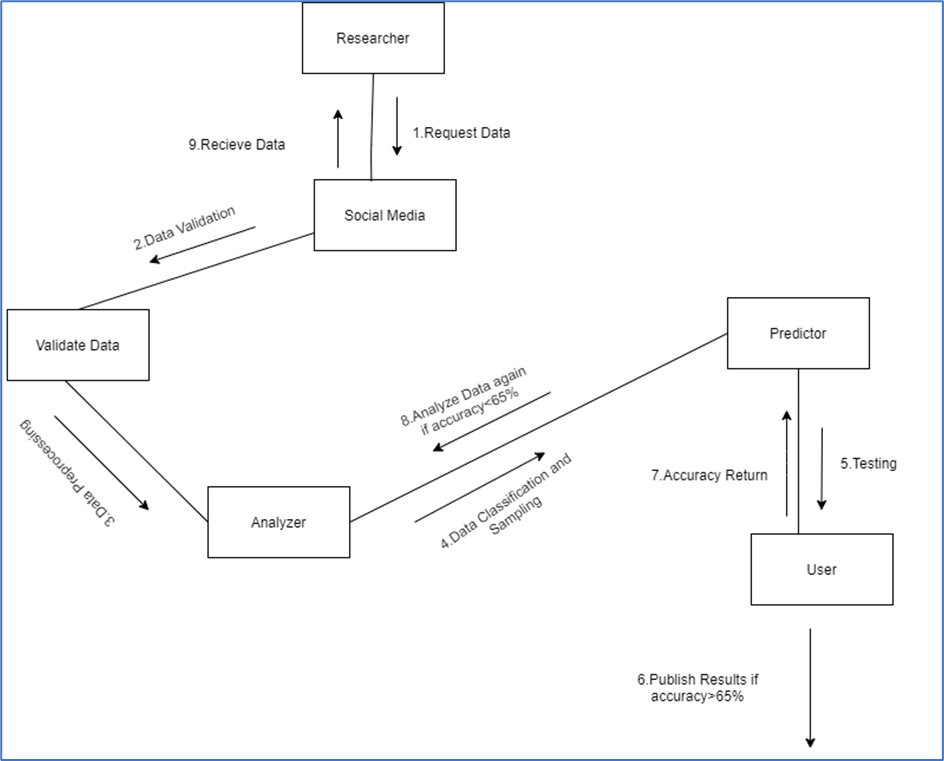 Researcher
9.Recieve Data
1.Request Data
Social Media
2.Data Validation
Validate Data
Predictor
8.Analyze Data again
if accuracy<65%
3.Data Preprocessing
7.Accuracy Return
5.Testing
4.Data Classification and
Sampling
Analyzer
User
6.Publish Results if
accuracy>65%